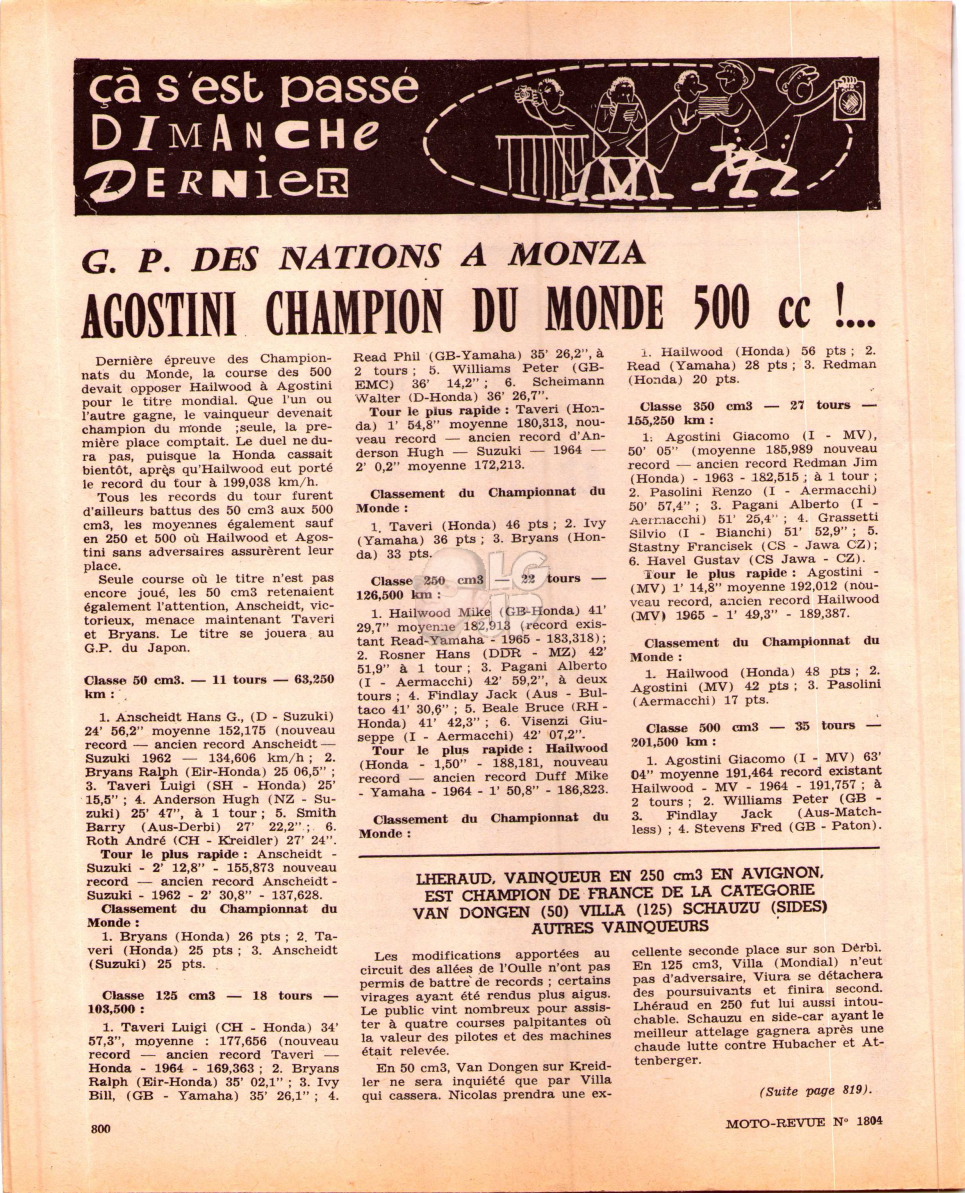 çà s'est passé
DIMANCHe
DERNieR
G. P. DES NATIONS A MONZA
AGOSTINI CHAMPION DU MONDE 500 cc !....
Dernière épreuve des Champion-
nats du Monde, la course des 500
devait opposer Hailwood à Agostini
pour le titre mondial. Que l'un ou
l'autre gagne, le vainqueur devenait
champion du monde ;seule, la pre-
mière place comptait. Le duel ne du-
ra pas, puisque la Honda cassait
bientôt, après qu'Hailwood eut porté
le record du tour à 199,038 km/h.
Tous les records du tour furent
d'ailleurs battus des 50 cm3 aux 500
cm3, les moyennes également sauf
en 250 et 500 où Hailwood et Agos-
tini sans adversaires assurèrent leur
place.
Seule course où le titre n'est pas
encore joué, les 50 cm3 retenaient
également l'attention, Anscheidt, vic-
torieux, menace maintenant Taveri
et Bryans. Le titre se jouera au
G.P. du Japon.
Classe 50 cm3. — 11 tours — 63,250
km :
1. Anscheidt Hans G., (D - Suzuki)
24' 56,2" moyenne 152,175 (nouveau
record — ancien record Anscheidt —
Suzuki 1962 — 134,606 km/h ; 2.
Bryans Ralph (Eir-Honda) 25 06,5" ;
3. Taveri Luigi (SH - Honda) 25'
15,5" ; 4. Anderson Hugh (NZ - Su-
zuki) 25' 47", à 1 tour ; 5. Smith
Barry (Aus-Derbi) 27' 22,2" ; 6.
Roth André (CH - Kreidler) 27' 24".
Tour le plus rapide : Anscheidt -
Suzuki - 2' 12,8" - 155,873 nouveau
record — ancien record Anscheidt -
Suzuki - 1962 - 2' 30,8" - 137,628.
Classement du Championnat du
Monde :
1. Bryans (Honda) 26 pts ; 2. Ta-
veri (Honda) 25 pts ; 3. Anscheidt
(Suzuki) 25 pts.
Classe 125 cm3 — 18 tours —
103,500 :
1. Taveri Luigi (CH - Honda) 34'
57,3", moyenne : 177,656 (nouveau
record — ancien record Taveri —
Honda - 1964 - 169,363 ; 2. Bryans
Ralph (Eir-Honda) 35' 02,1" ; 3. Ivy
Bill, (GB - Yamaha) 35' 26,1" ; 4.
Read Phil (GB-Yamaha) 35' 26,2", à
2 tours ; 5. Williams Peter (GB-
EMC) 36' 14,2" ; 6. Scheimann
Walter (D-Honda) 36' 26,7".
Tour le plus rapide : Taveri (Hon-
da) 1' 54,8" moyenne 180,313, nou-
veau record — ancien record d'An-
derson Hugh — Suzuki — 1964 —
2' 0,2" moyenne 172,213.
Classement du Championnat du
Monde :
1. Taveri (Honda) 46 pts ; 2. Ivy
(Yamaha) 36 pts ; 3. Bryans (Hon-
da) 33 pts.
Classe 250 cm3 — 22 tours —
126,500 km :
1. Hailwood Mike (GB-Honda) 41'
29,7" moyenne 182,913 (record exis-
tant Read-Yamaha - 1965 - 183,318) ;
2. Rosner Hans (DDR - MZ) 42'
51,9" à 1 tour ; 3. Pagani Alberto
(I - Aermacchi) 42' 59,2", à deux
tours ; 4. Findlay Jack (Aus - Bul-
taco 41' 30,6" ; 5. Beale Bruce (RH -
Honda) 41' 42,3" ; 6. Visenzi Giu-
seppe (I - Aermacchi) 42' 07,2".
Tour le plus rapide : Hailwood
(Honda - 1,50" - 188,181, nouveau
record — ancien record Duff Mike
- Yamaha - 1964 - 1' 50,8" - 186,823.
Classement du Championnat du
Monde :
1. Hailwood (Honda) 56 pts ; 2.
Read (Yamaha) 28 pts ; 3. Redman
(Honda) 20 pts.
Classe 350 cm3 — 27 tours —
155,250 km :
1. Agostini Giacomo (I - MV),
50' 05" (moyenne 185,989 nouveau
record — ancien record Redman Jim
(Honda) - 1963 - 182,515 ; à 1 tour ;
2. Pasolini Renzo (I - Aermacchi)
50' 57,4" ; 3. Pagani Alberto (I -
Aermacchi) 51' 25,4" ; 4. Grassetti
Silvio (I - Bianchi) 51' 52,9" ; 5.
Stastny Francisek (CS - Jawa CZ) ;
6. Havel Gustav (CS Jawa - CZ).
Tour le plus rapide : Agostini -
(MV) 1' 14,8" moyenne 192,012 (nou-
veau record, ancien record Hailwood
(MV) 1965 - 1' 49,3" - 189,387.
Classement du Championnat du
Monde :
1. Hailwood (Honda) 48 pts ; 2.
Agostini (MV) 42 pts ; 3. Pasolini
(Aermacchi) 17 pts.
Classe 500 cm3 — 35 tours —
201,500 km :
1. Agostini Giacomo (I - MV) 63'
04" moyenne 191,464 record existant
Hailwood - MV - 1964 - 191,757 ; à
2 tours ; 2. Williams Peter (GB -
3. Findlay Jack (Aus-Match-
less) ; 4. Stevens Fred (GB - Paton).
LHERAUD, VAINQUEUR EN 250 cm3 EN AVIGNON,
EST CHAMPION DE FRANCE DE LA CATEGORIE
VAN DONGEN (50) VILLA (125) SCHAUZU (SIDES)
AUTRES VAINQUEURS
Les modifications apportées au
circuit des allées de l'Oulle n'ont pas
permis de battre de records ; certains
virages ayant été rendus plus aigus.
Le public vint nombreux pour assis-
ter à quatre courses palpitantes où
la valeur des pilotes et des machines
était relevée.
En 50 cm3, Van Dongen sur Kreid-
ler ne sera inquiété que par Villa
qui cassera. Nicolas prendra une ex-
cellente seconde place sur son Derbi.
En 125 cm3, Villa (Mondial) n'eut
pas d'adversaire, Viura se détachera
des poursuivants et finira second.
Lhéraud en 250 fut lui aussi intou-
chable. Schauzu en side-car ayant le
meilleur attelage gagnera après une
chaude lutte contre Hubacher et At-
tenberger.
(Suite page 819).
800
MOTO-REVUE N° 1804